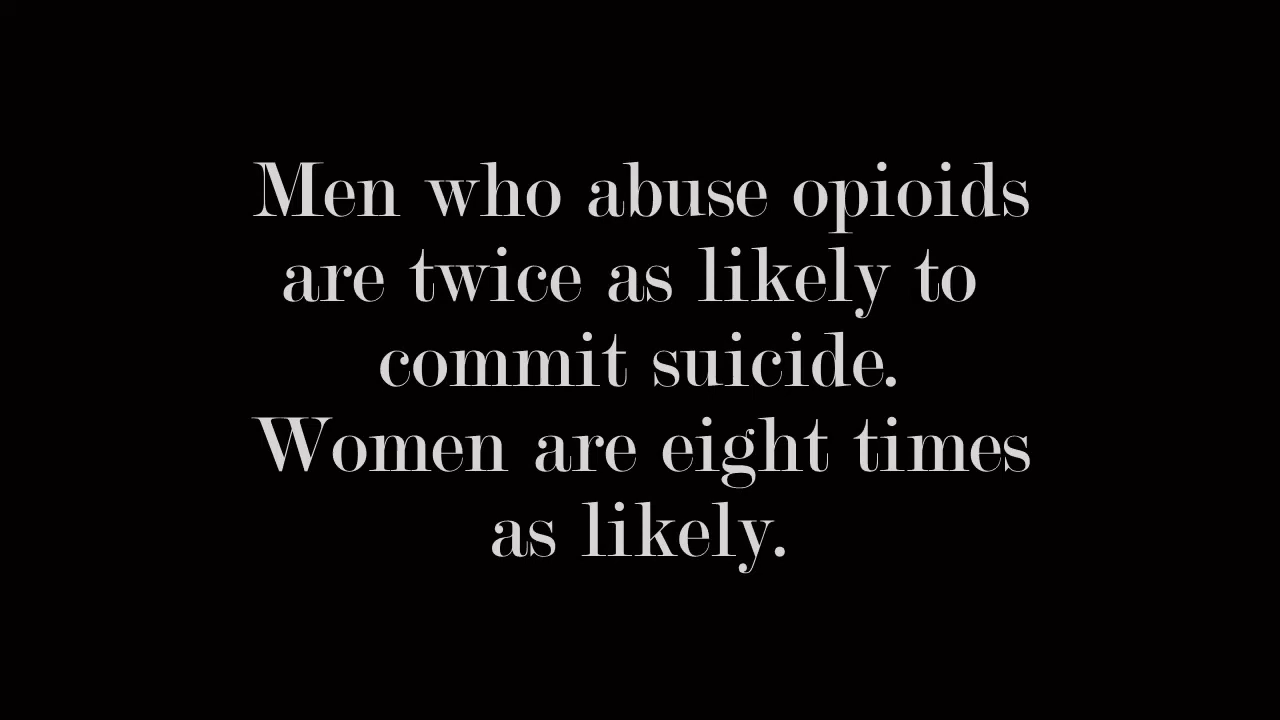 Men who abuse opioids
are twice as likely to
commit suicide.
Women are eight times
as likely.